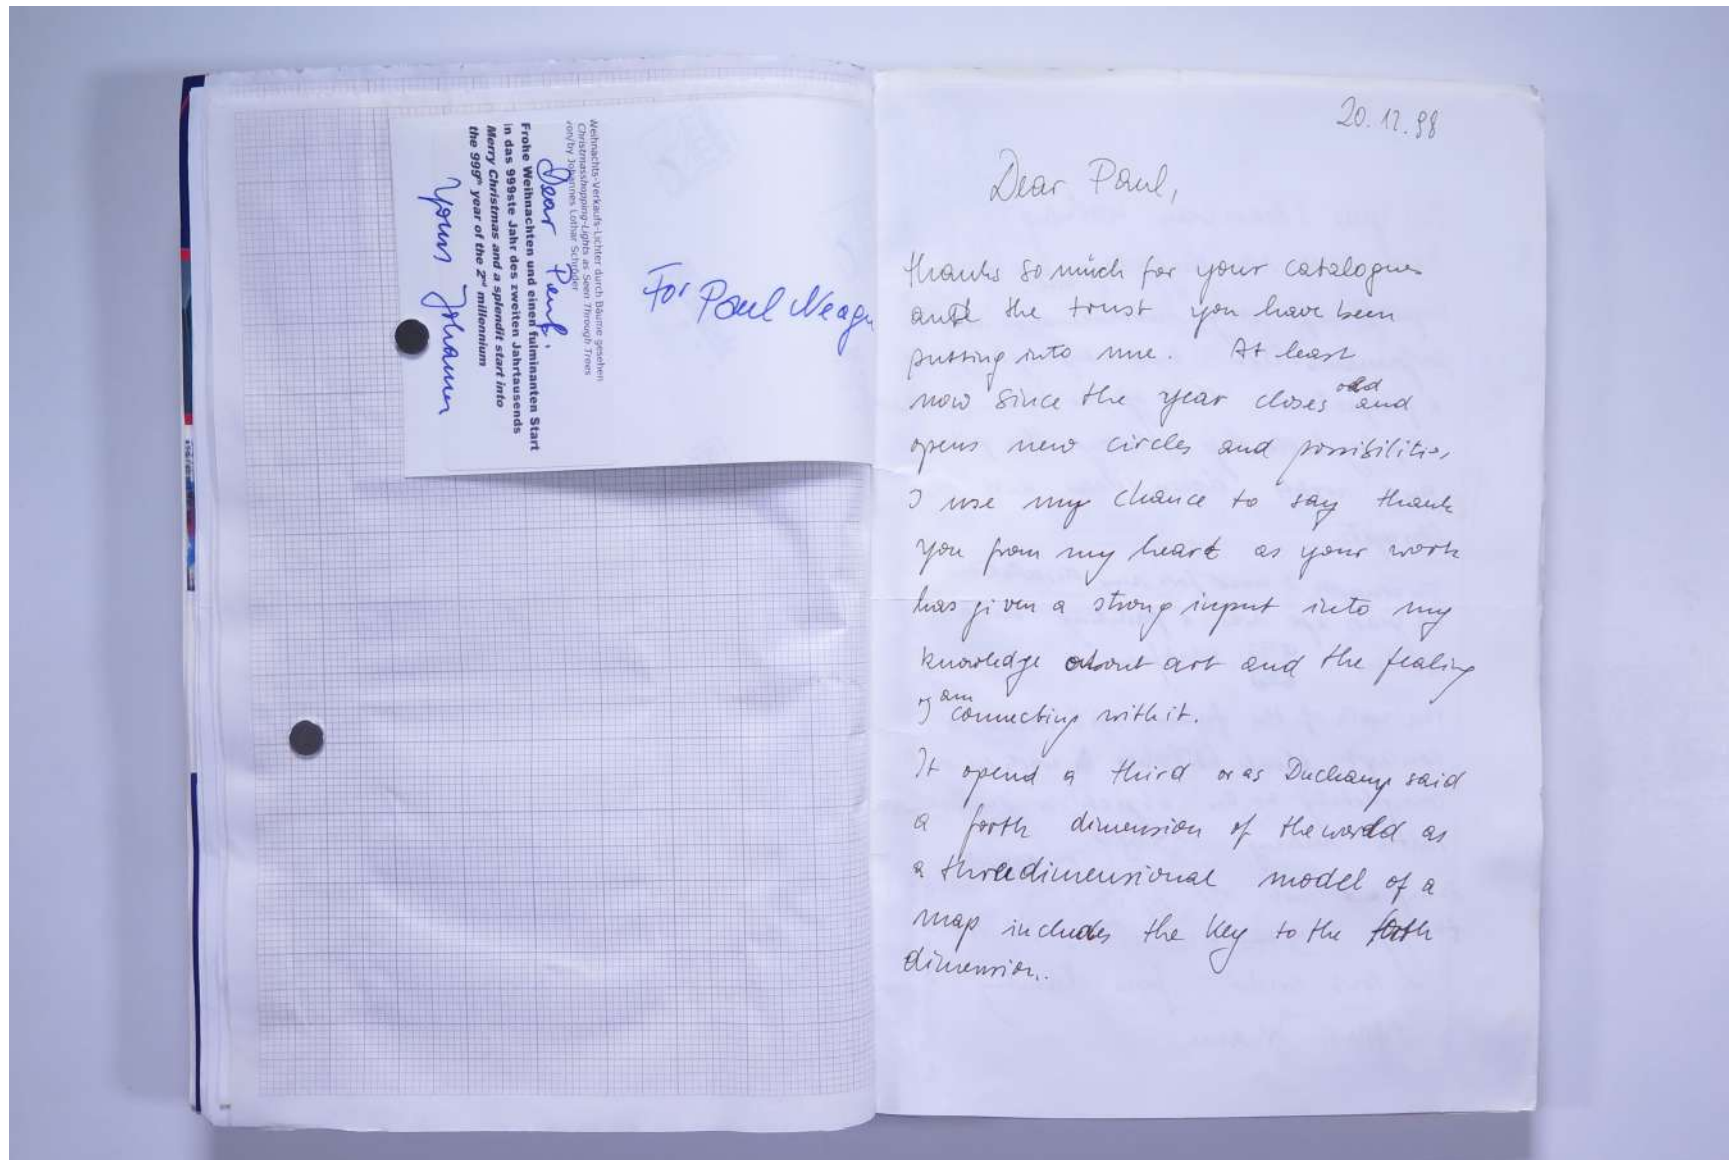 Weihnachts-Verkaufs-Lichter durch Bäume gesehen
Christmasshopping-Lights as Seen Through Trees
von/by Johannes Lothar Schröder
Dear Paul,
Frohe Weihnachten und einen fulminanten Start
in das 999ste Jahr des zweiten Jahrtausends
Merry Christmas and a splendit start into
the 999th year of the 2nd millennium
Yours Johannes
For Paul Neagu
20.12.98
Dear Paul,
thanks so much for your catalogues
and the trust you have been
putting into me. At least
now since the year closes old and
opens new circles and possibilities
I use my chance to say thank
you from my heart as your work
has given a strong input into my
knowledge about art and the fealing
of am connecting with it.
It opend a third or as Duchamp said
a forth dimension of the world as
a threedimensional model of a
map includes the key to the forth
dimension.